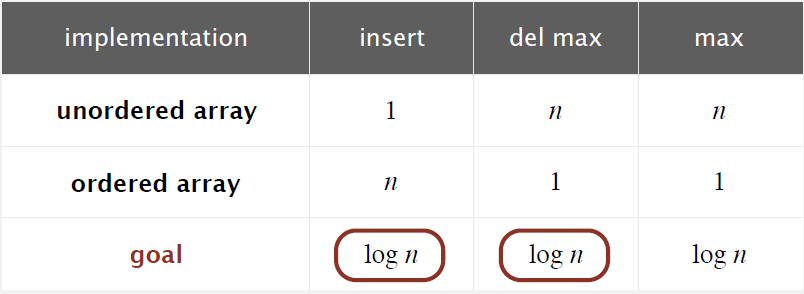 implementation insert del max max
unordered array 1 n n
ordered array n 1 1
goal log n log n log n